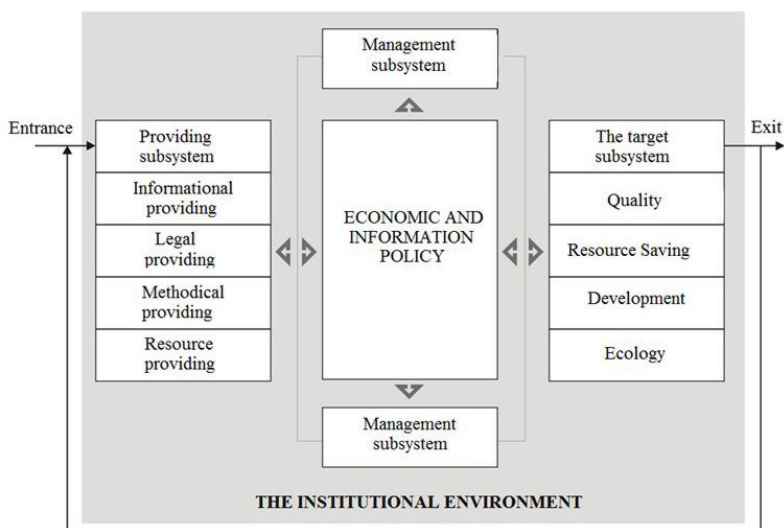 Management
subsystem
Entrance
Providing
subsystem
Informational
providing
Legal
providing
Methodical
providing
Resource
providing
ECONOMIC AND
INFORMATION
POLICY
The target
subsystem
Quality
Resource Saving
Development
Ecology
Exit
Management
subsystem
THE INSTITUTIONAL ENVIRONMENT